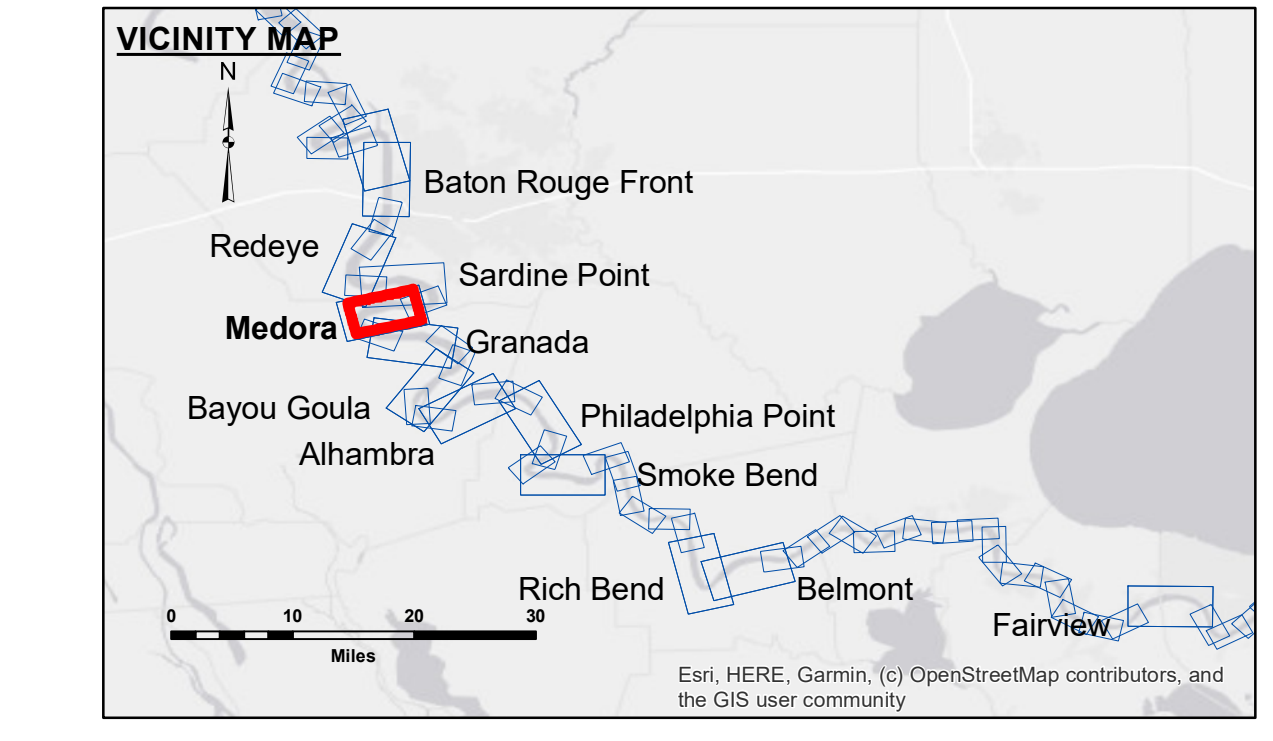 VICINITY MAP
N
Baton Rouge Front
Redeye
Sardine Point
Medora
Granada
Bayou Goula
Philadelphia Point
Alhambra
Smoke Bend
Rich Bend
Belmont
Fairview
0 10 20 30
Miles
Esri, HERE, Garmin, (c) OpenStreetMap contributors, and
the GIS user community